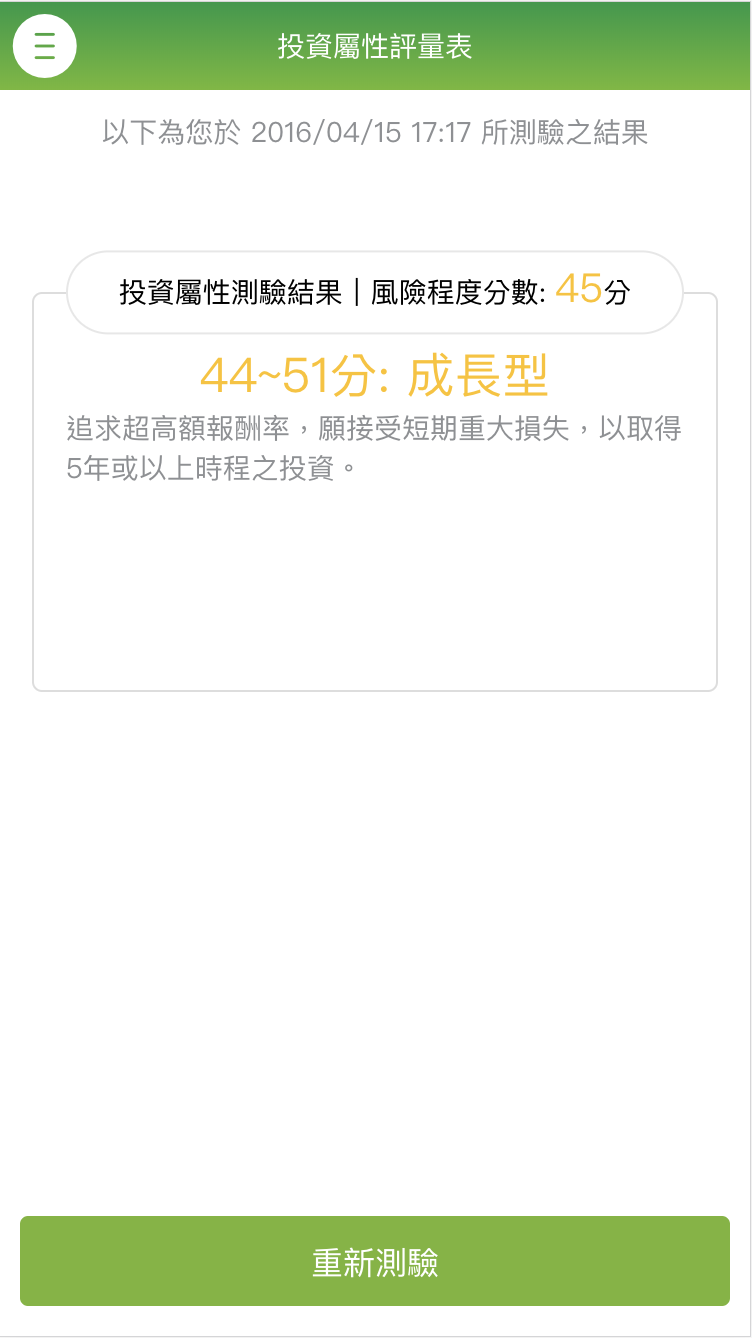 投資屬性評量表
以下為您於 2016/04/15 17:17 所測驗之結果
投資屬性測驗結果｜風險程度分數: 45分
44~51分: 成長型
追求超高額報酬率，願接受短期重大損失，以取得
5年或以上時程之投資。
重新測驗